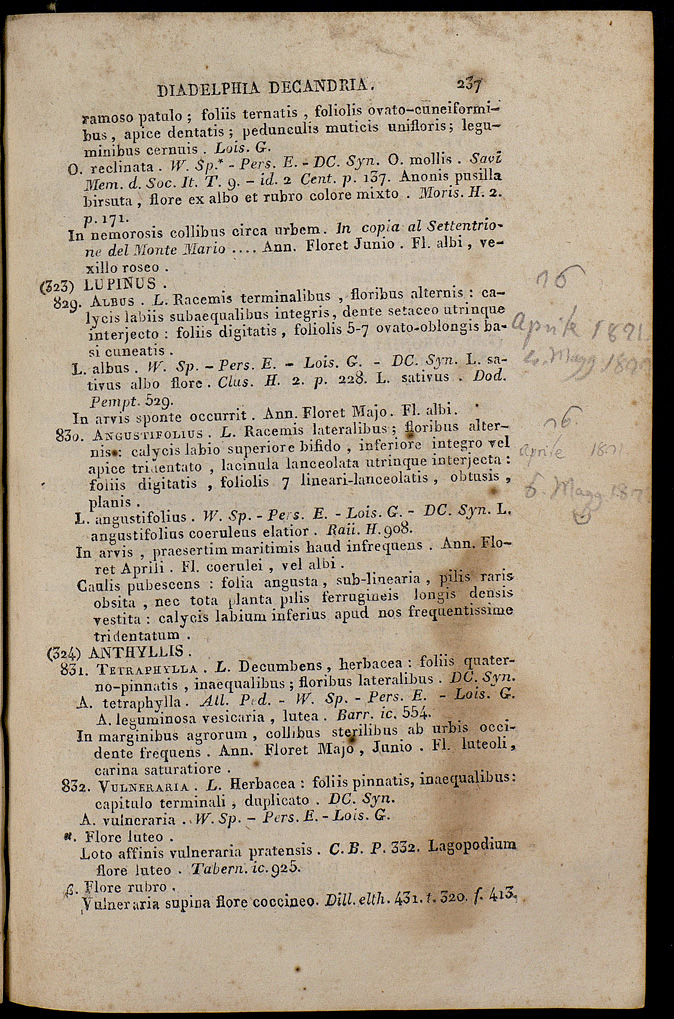 DIADELPHIA DECANDRIA. 237
ramoso patulo ; foliis ternatis , foliolis ovato-cuneiformi-
bus , apice dentatis ; pedunculis muticis unifloris ; legu-
minibus cernuis . Lois. G.
O. reclinata . W. Sp.* - Pers. E. - DC. Syn. O. mollis . Savi
Mem. d. Soc. It. T. 9. - id. 2 Cent. p. 137. Anonis pusilla
hirsuta , flore ex albo et rubro colore mixto . Moris. H. 2.
p. 171.
In nemorosis collibus circa urbem. In copia al Settentrio-
ne del Monte Mario .... Ann. Floret Junio . Fl. albi , ve-
xillo roseo .
(323) LUPINUS .
829. ALBUS . L. Racemis terminalibus , floribus alternis : ca-
lycis labiis subaequalibus integris, dente setaceo utrinque
interjecto : foliis digitatis , foliolis 5-7 ovato-oblongis ba-
si cuneatis .
L. albus . W. Sp. - Pers. E. - Lois. G. - DC. Syn. L. sa-
tivus albo flore . Clus. H. 2. p. 228. L. sativus . Dod.
Pempt. 529.
In arvis sponte occurrit . Ann. Floret Majo. Fl. albi.
830. ANGUSTIFOLIUS . L. Racemis lateralibus ; floribus alter-
nis : calycis labio superiore bifido , inferiore integro vel
apice tridentato , lacinula lanceolata utrinque interjecta :
foliis digitatis , foliolis 7 lineari-lanceolatis , obtusis ,
planis .
L. angustifolius . W. Sp. - Pers. E. - Lois. G. - DC. Syn. L.
angustifolius coeruleus elatior . Raii. H. 908.
In arvis , praesertim maritimis haud infrequens . Ann. Flo-
ret Aprili . Fl. coerulei , vel albi .
Caulis pubescens : folia angusta , sub-linearia , pilis raris
obsita , nec tota planta pilis ferrugineis longis densis
vestita : calycis labium inferius apud nos frequentissime
tridentatum .
(324) ANTHYLLIS .
831. TETRAPHYLLA . L. Decumbens , herbacea : foliis quater-
no-pinnatis , inaequalibus ; floribus lateralibus . DC. Syn.
A. tetraphylla . All. Ped. - W. Sp. - Pers. E. - Lois. G.
A. leguminosa vesicaria , lutea . Barr. ic. 554.
In marginibus agrorum , collibus sterilibus ab urbis occi-
dente frequens . Ann. Floret Majo , Junio . Fl. luteoli ,
carina saturatiore .
832. VULNERARIA . L. Herbacea : foliis pinnatis, inaequalibus :
capitulo terminali , duplicato . DC. Syn.
A. vulneraria . W. Sp. - Pers. E. - Lois. G.
α. Flore luteo .
Loto affinis vulneraria pratensis . C. B. P. 332. Lagopodium
flore luteo . Tabern. ic. 925.
β. Flore rubro .
Vulneraria supina flore coccineo. Dill. elth. 431. t. 320. f. 413.
16
Aprile 1871
Magg 187
16.
Aprile 1871.
6. Magg 187